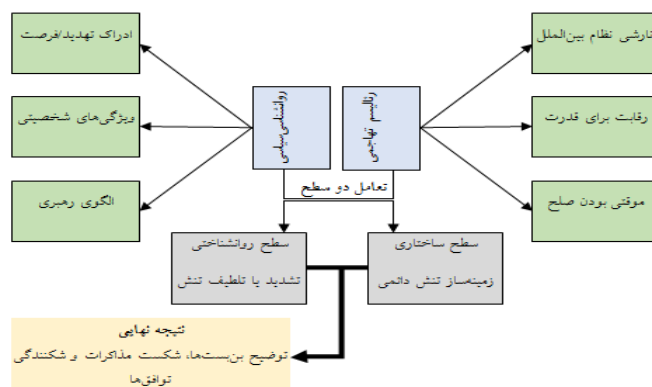 نارشی نظام بین‌الملل
رقابت برای قدرت
موقتی بودن صلح
رئالیسم تهاجمی
روانشناسی سیاسی
ادراک تهدید/فرصت
ویژگی‌های شخصیتی
الگوی رهبری
تعامل دو سطح
سطح ساختاری
زمینه‌ساز تنش دائمی
سطح روانشناختی
تشدید یا تلطیف تنش
نتیجه نهایی
توضیح بن‌بست‌ها، شکست مذاکرات و شکنندگی
توافق‌ها